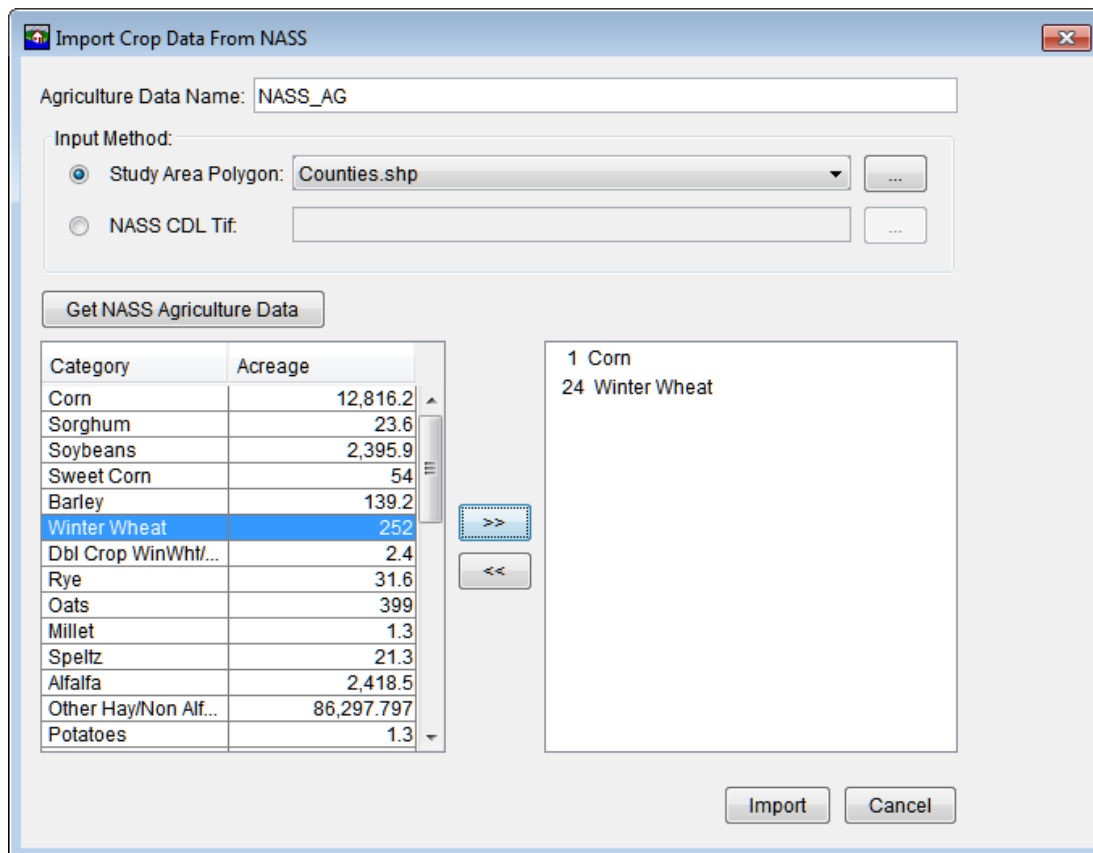 Import Crop Data From NASS
Agriculture Data Name: NASS_AG
Input Method:
Study Area Polygon: Counties.shp ...
NASS CDL Tif: ...
Get NASS Agriculture Data
Category Acreage
Corn 12,816.2
Sorghum 23.6
Soybeans 2,395.9
Sweet Corn 54
Barley 139.2
Winter Wheat 252
Dbl Crop WinWht/... 2.4
Rye 31.6
Oats 399
Millet 1.3
Speltz 21.3
Alfalfa 2,418.5
Other Hay/Non Alf... 86,297.797
Potatoes 1.3
>>
<<
1 Corn
24 Winter Wheat
Import Cancel